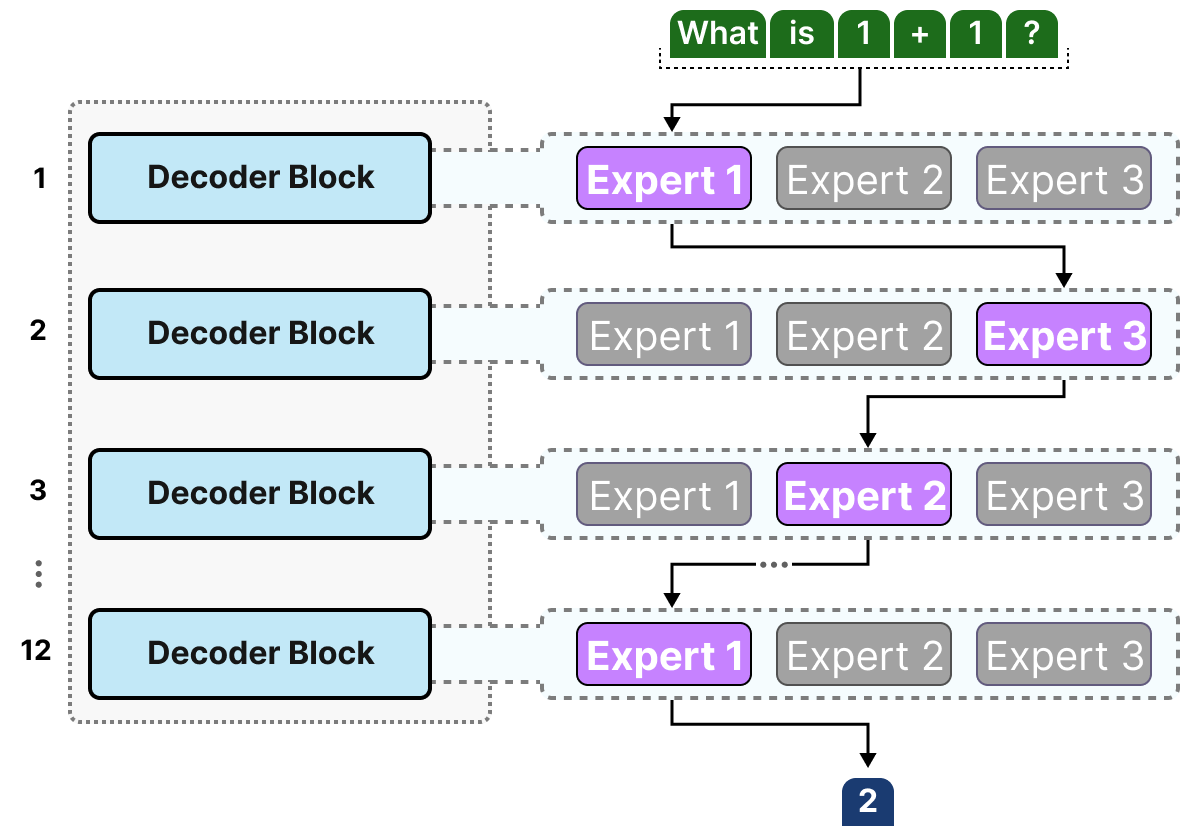 What is 1 + 1 ?
1 Decoder Block Expert 1 Expert 2 Expert 3
2 Decoder Block Expert 1 Expert 2 Expert 3
3 Decoder Block Expert 1 Expert 2 Expert 3
12 Decoder Block Expert 1 Expert 2 Expert 3
2